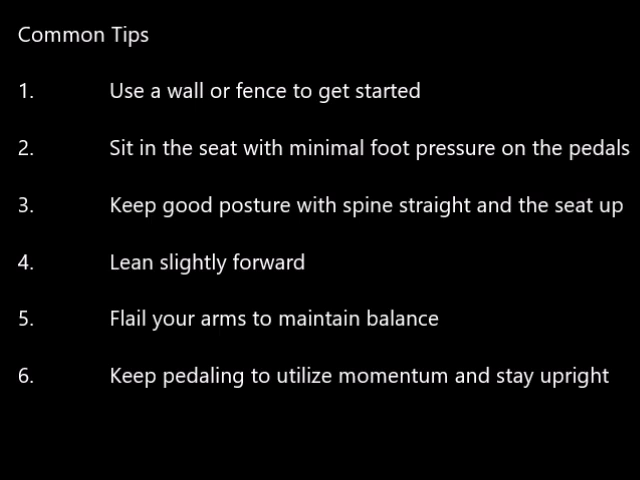 Common Tips
1. Use a wall or fence to get started
2. Sit in the seat with minimal foot pressure on the pedals
3. Keep good posture with spine straight and the seat up
4. Lean slightly forward
5. Flail your arms to maintain balance
6. Keep pedaling to utilize momentum and stay upright